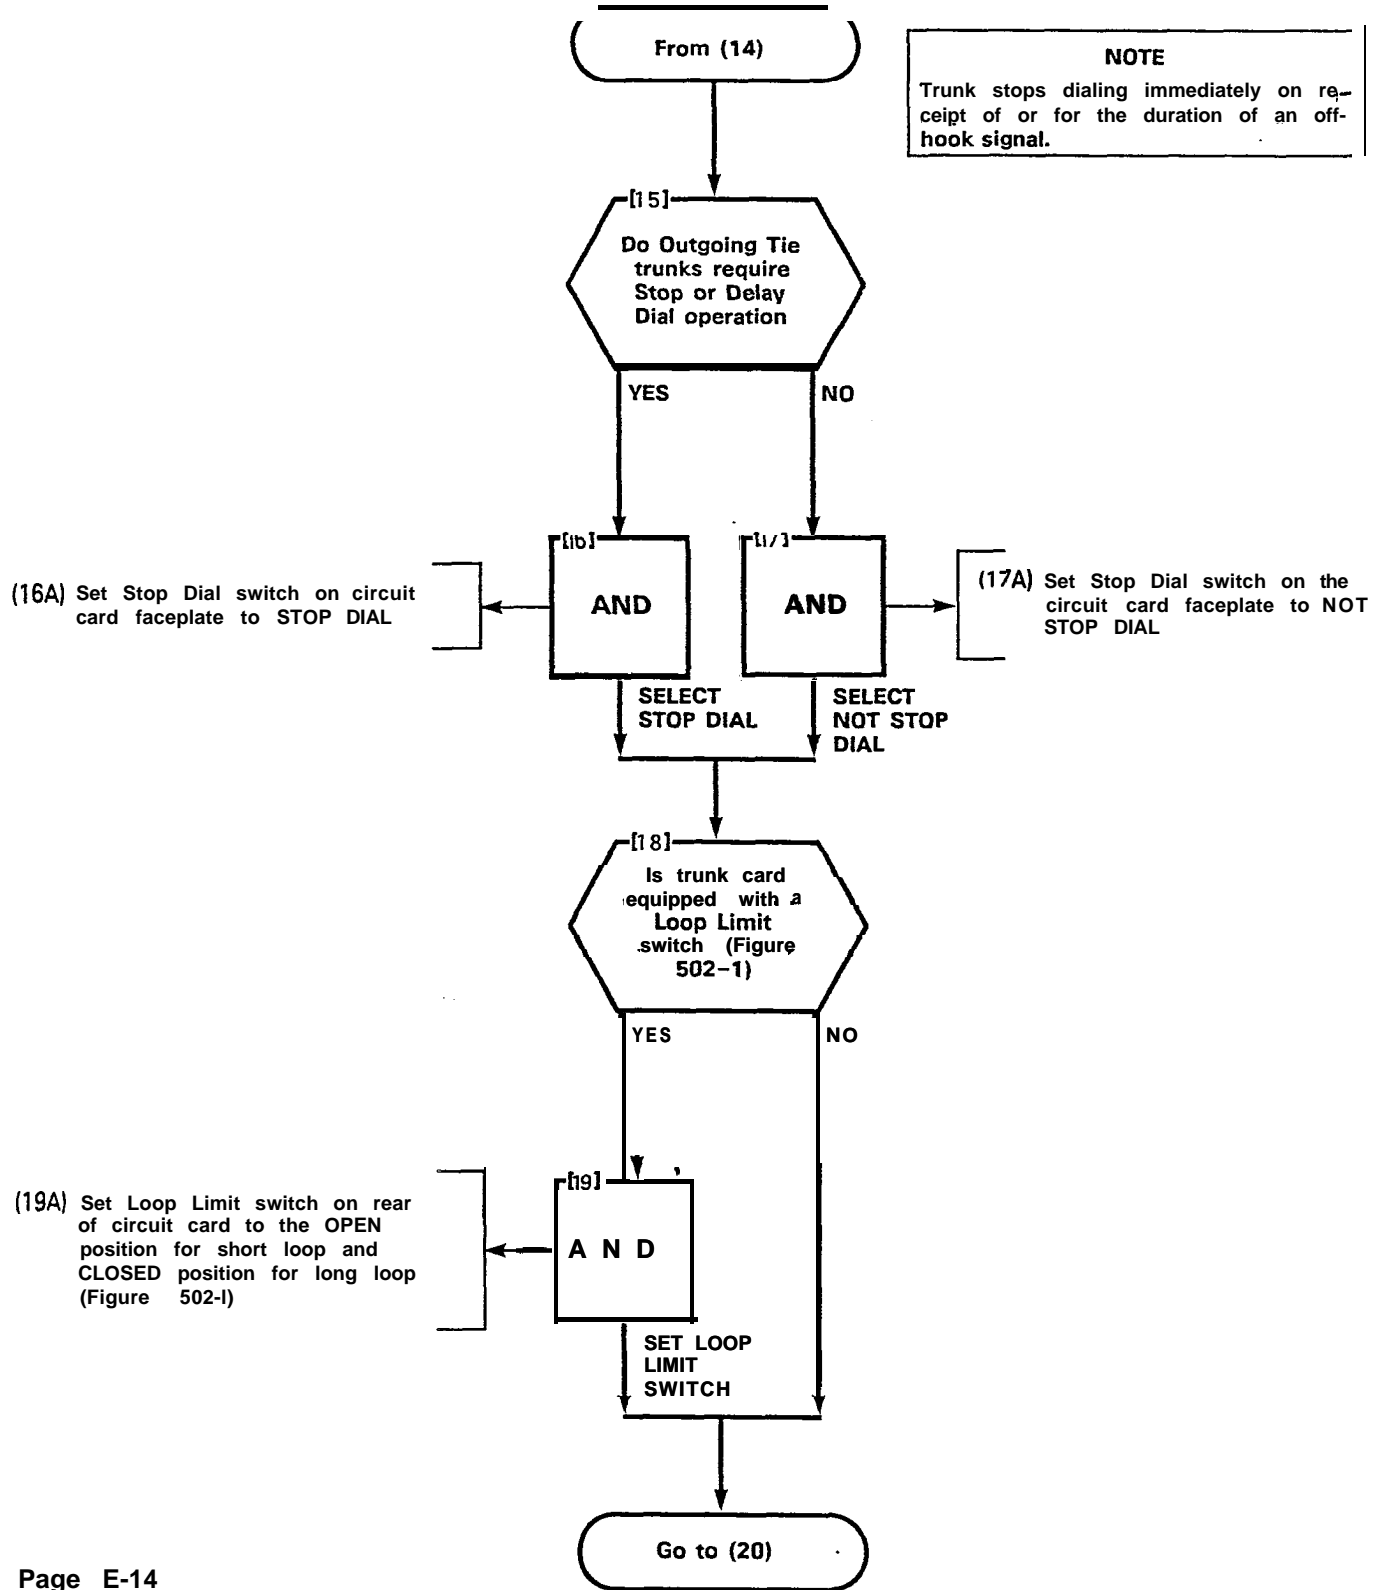 From (14)
NOTE
Trunk stops dialing immediately on re-
ceipt of or for the duration of an off-
hook signal.
[15]
Do Outgoing Tie
trunks require
Stop or Delay
Dial operation
YES
NO
[16]
[17]
AND
AND
(16A) Set Stop Dial switch on circuit
card faceplate to STOP DIAL
(17A) Set Stop Dial switch on the
circuit card faceplate to NOT
STOP DIAL
SELECT
STOP DIAL
SELECT
NOT STOP
DIAL
[18]
Is trunk card
equipped with a
Loop Limit
switch (Figure
502-1)
YES
NO
[19]
AND
(19A) Set Loop Limit switch on rear
of circuit card to the OPEN
position for short loop and
CLOSED position for long loop
(Figure 502-I)
SET LOOP
LIMIT
SWITCH
Go to (20)
Page E-14